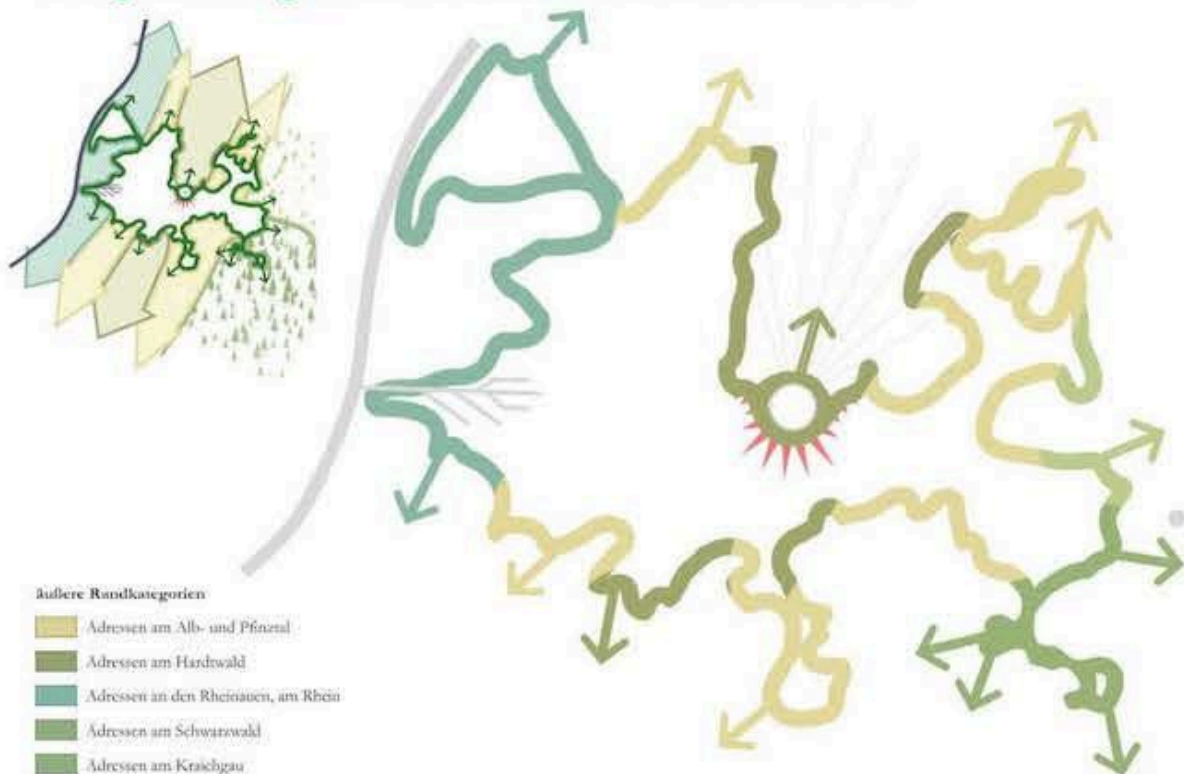 äußere Randkategorien
Adressen am Alb- und Pfinztal
Adressen am Hardtwald
Adressen an den Rheinauen, am Rhein
Adressen am Schwarzwald
Adressen am Kraichgau